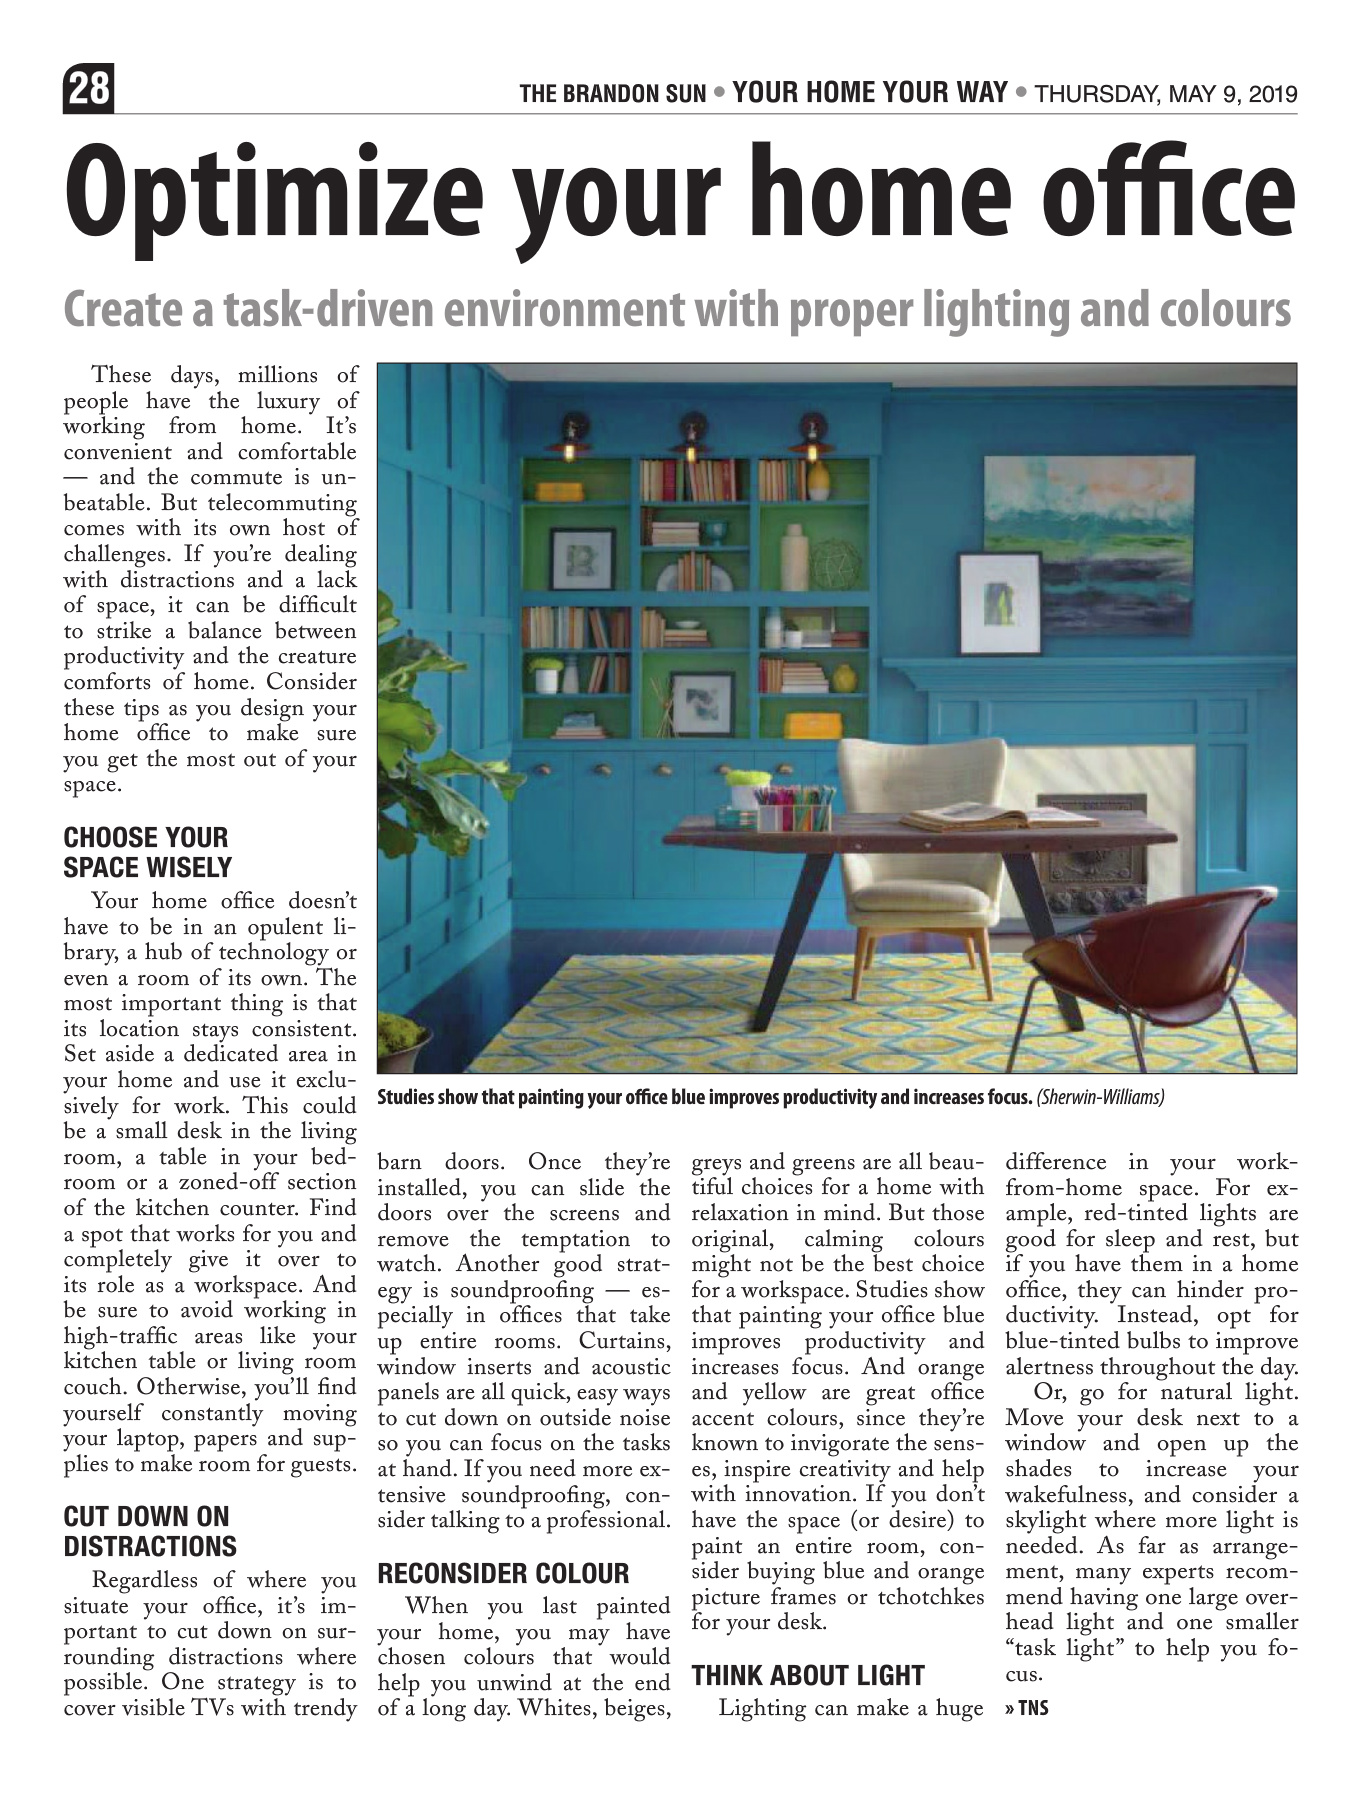 28
THE BRANDON SUN • YOUR HOME YOUR WAY • THURSDAY, MAY 9, 2019
Optimize your home office
Create a task-driven environment with proper lighting and colours
These days, millions of
people have the luxury of
working from home. It’s
convenient and comfortable
— and the commute is un-
beatable. But telecommuting
comes with its own host of
challenges. If you’re dealing
with distractions and a lack
of space, it can be difficult
to strike a balance between
productivity and the creature
comforts of home. Consider
these tips as you design your
home office to make sure
you get the most out of your
space.
CHOOSE YOUR
SPACE WISELY
Your home office doesn’t
have to be in an opulent li-
brary, a hub of technology or
even a room of its own. The
most important thing is that
its location stays consistent.
Set aside a dedicated area in
your home and use it exclu-
sively for work. This could
be a small desk in the living
room, a table in your bed-
room or a zoned-off section
of the kitchen counter. Find
a spot that works for you and
completely give it over to
its role as a workspace. And
be sure to avoid working in
high-traffic areas like your
kitchen table or living room
couch. Otherwise, you’ll find
yourself constantly moving
your laptop, papers and sup-
plies to make room for guests.
CUT DOWN ON
DISTRACTIONS
Regardless of where you
situate your office, it’s im-
portant to cut down on sur-
rounding distractions where
possible. One strategy is to
cover visible TVs with trendy
Studies show that painting your office blue improves productivity and increases focus. (Sherwin-Williams)
barn doors. Once they’re
installed, you can slide the
doors over the screens and
remove the temptation to
watch. Another good strat-
egy is soundproofing — es-
pecially in offices that take
up entire rooms. Curtains,
window inserts and acoustic
panels are all quick, easy ways
to cut down on outside noise
so you can focus on the tasks
at hand. If you need more ex-
tensive soundproofing, con-
sider talking to a professional.
RECONSIDER COLOUR
When you last painted
your home, you may have
chosen colours that would
help you unwind at the end
of a long day. Whites, beiges,
greys and greens are all beau-
tiful choices for a home with
relaxation in mind. But those
original, calming colours
might not be the best choice
for a workspace. Studies show
that painting your office blue
improves productivity and
increases focus. And orange
and yellow are great office
accent colours, since they’re
known to invigorate the sens-
es, inspire creativity and help
with innovation. If you don’t
have the space (or desire) to
paint an entire room, con-
sider buying blue and orange
picture frames or tchotchkes
for your desk.
THINK ABOUT LIGHT
Lighting can make a huge
difference in your work-
from-home space. For ex-
ample, red-tinted lights are
good for sleep and rest, but
if you have them in a home
office, they can hinder pro-
ductivity. Instead, opt for
blue-tinted bulbs to improve
alertness throughout the day.
Or, go for natural light.
Move your desk next to a
window and open up the
shades to increase your
wakefulness, and consider a
skylight where more light is
needed. As far as arrange-
ment, many experts recom-
mend having one large over-
head light and one smaller
“task light” to help you fo-
cus.
» TNS